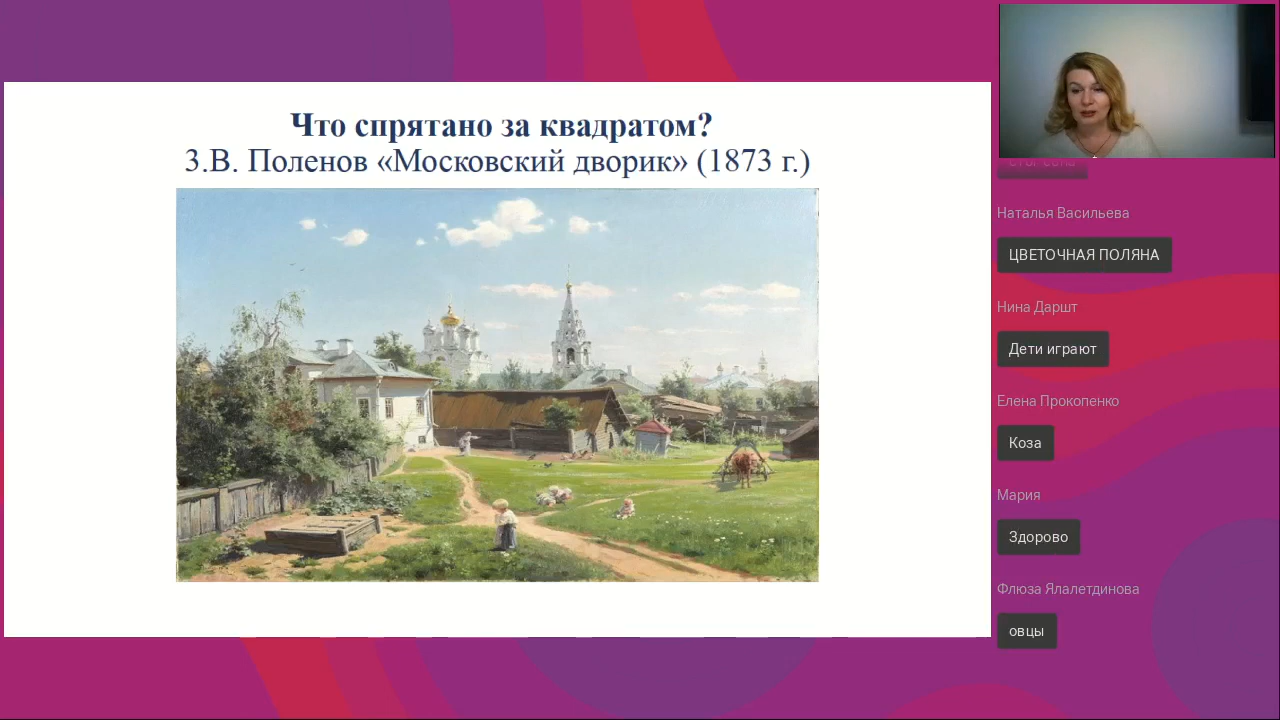 Что спрятано за квадратом?
3.В. Поленов «Московский дворик» (1873 г.)
Наталья Васильева
ЦВЕТОЧНАЯ ПОЛЯНА
Нина Даршт
Дети играют
Елена Прокопенко
Коза
Мария
Здорово
Флюза Ялалетдинова
овцы